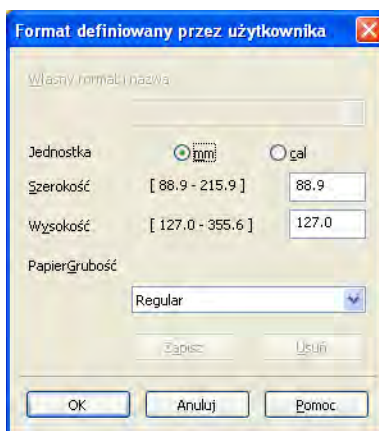 Format definiowany przez użytkownika
Własny format i nazwa
Jednostka mm cal
Szerokość [ 88.9 - 215.9 ] 88.9
Wysokość [ 127.0 - 355.6 ] 127.0
PapierGrubość
Regular
Zapisz Usuń
OK Anuluj Pomoc